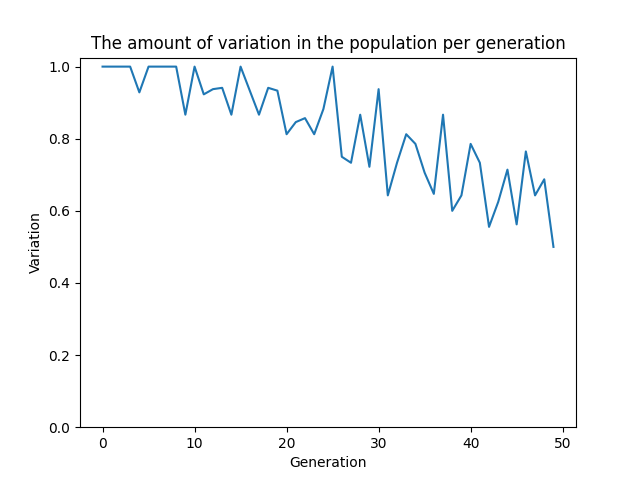 The amount of variation in the population per generation
1.0
0.8
0.6
0.4
0.2
0.0
Variation
0 10 20 30 40 50
Generation